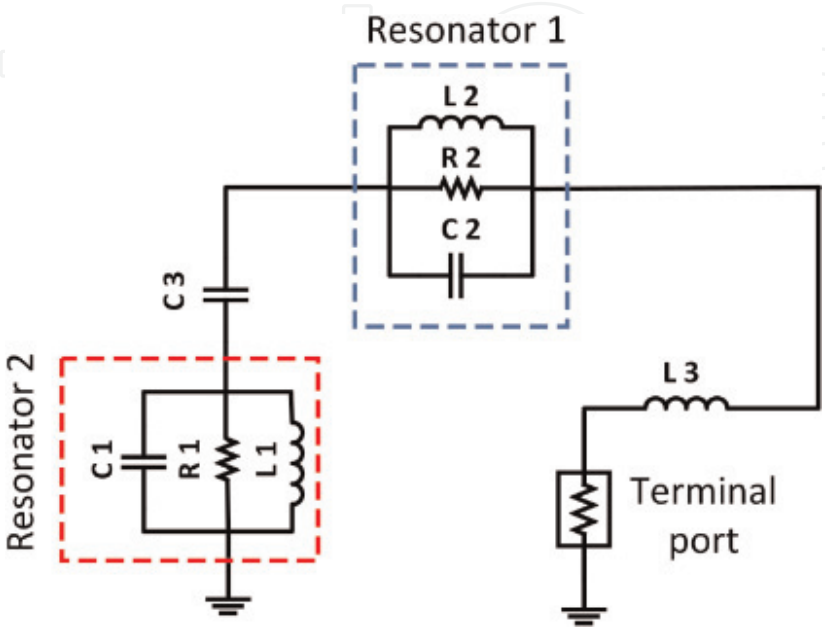 Resonator 1
L 2
R 2
C 2
C 3
Resonator 2
C 1
R 1
L 1
L 3
Terminal
port